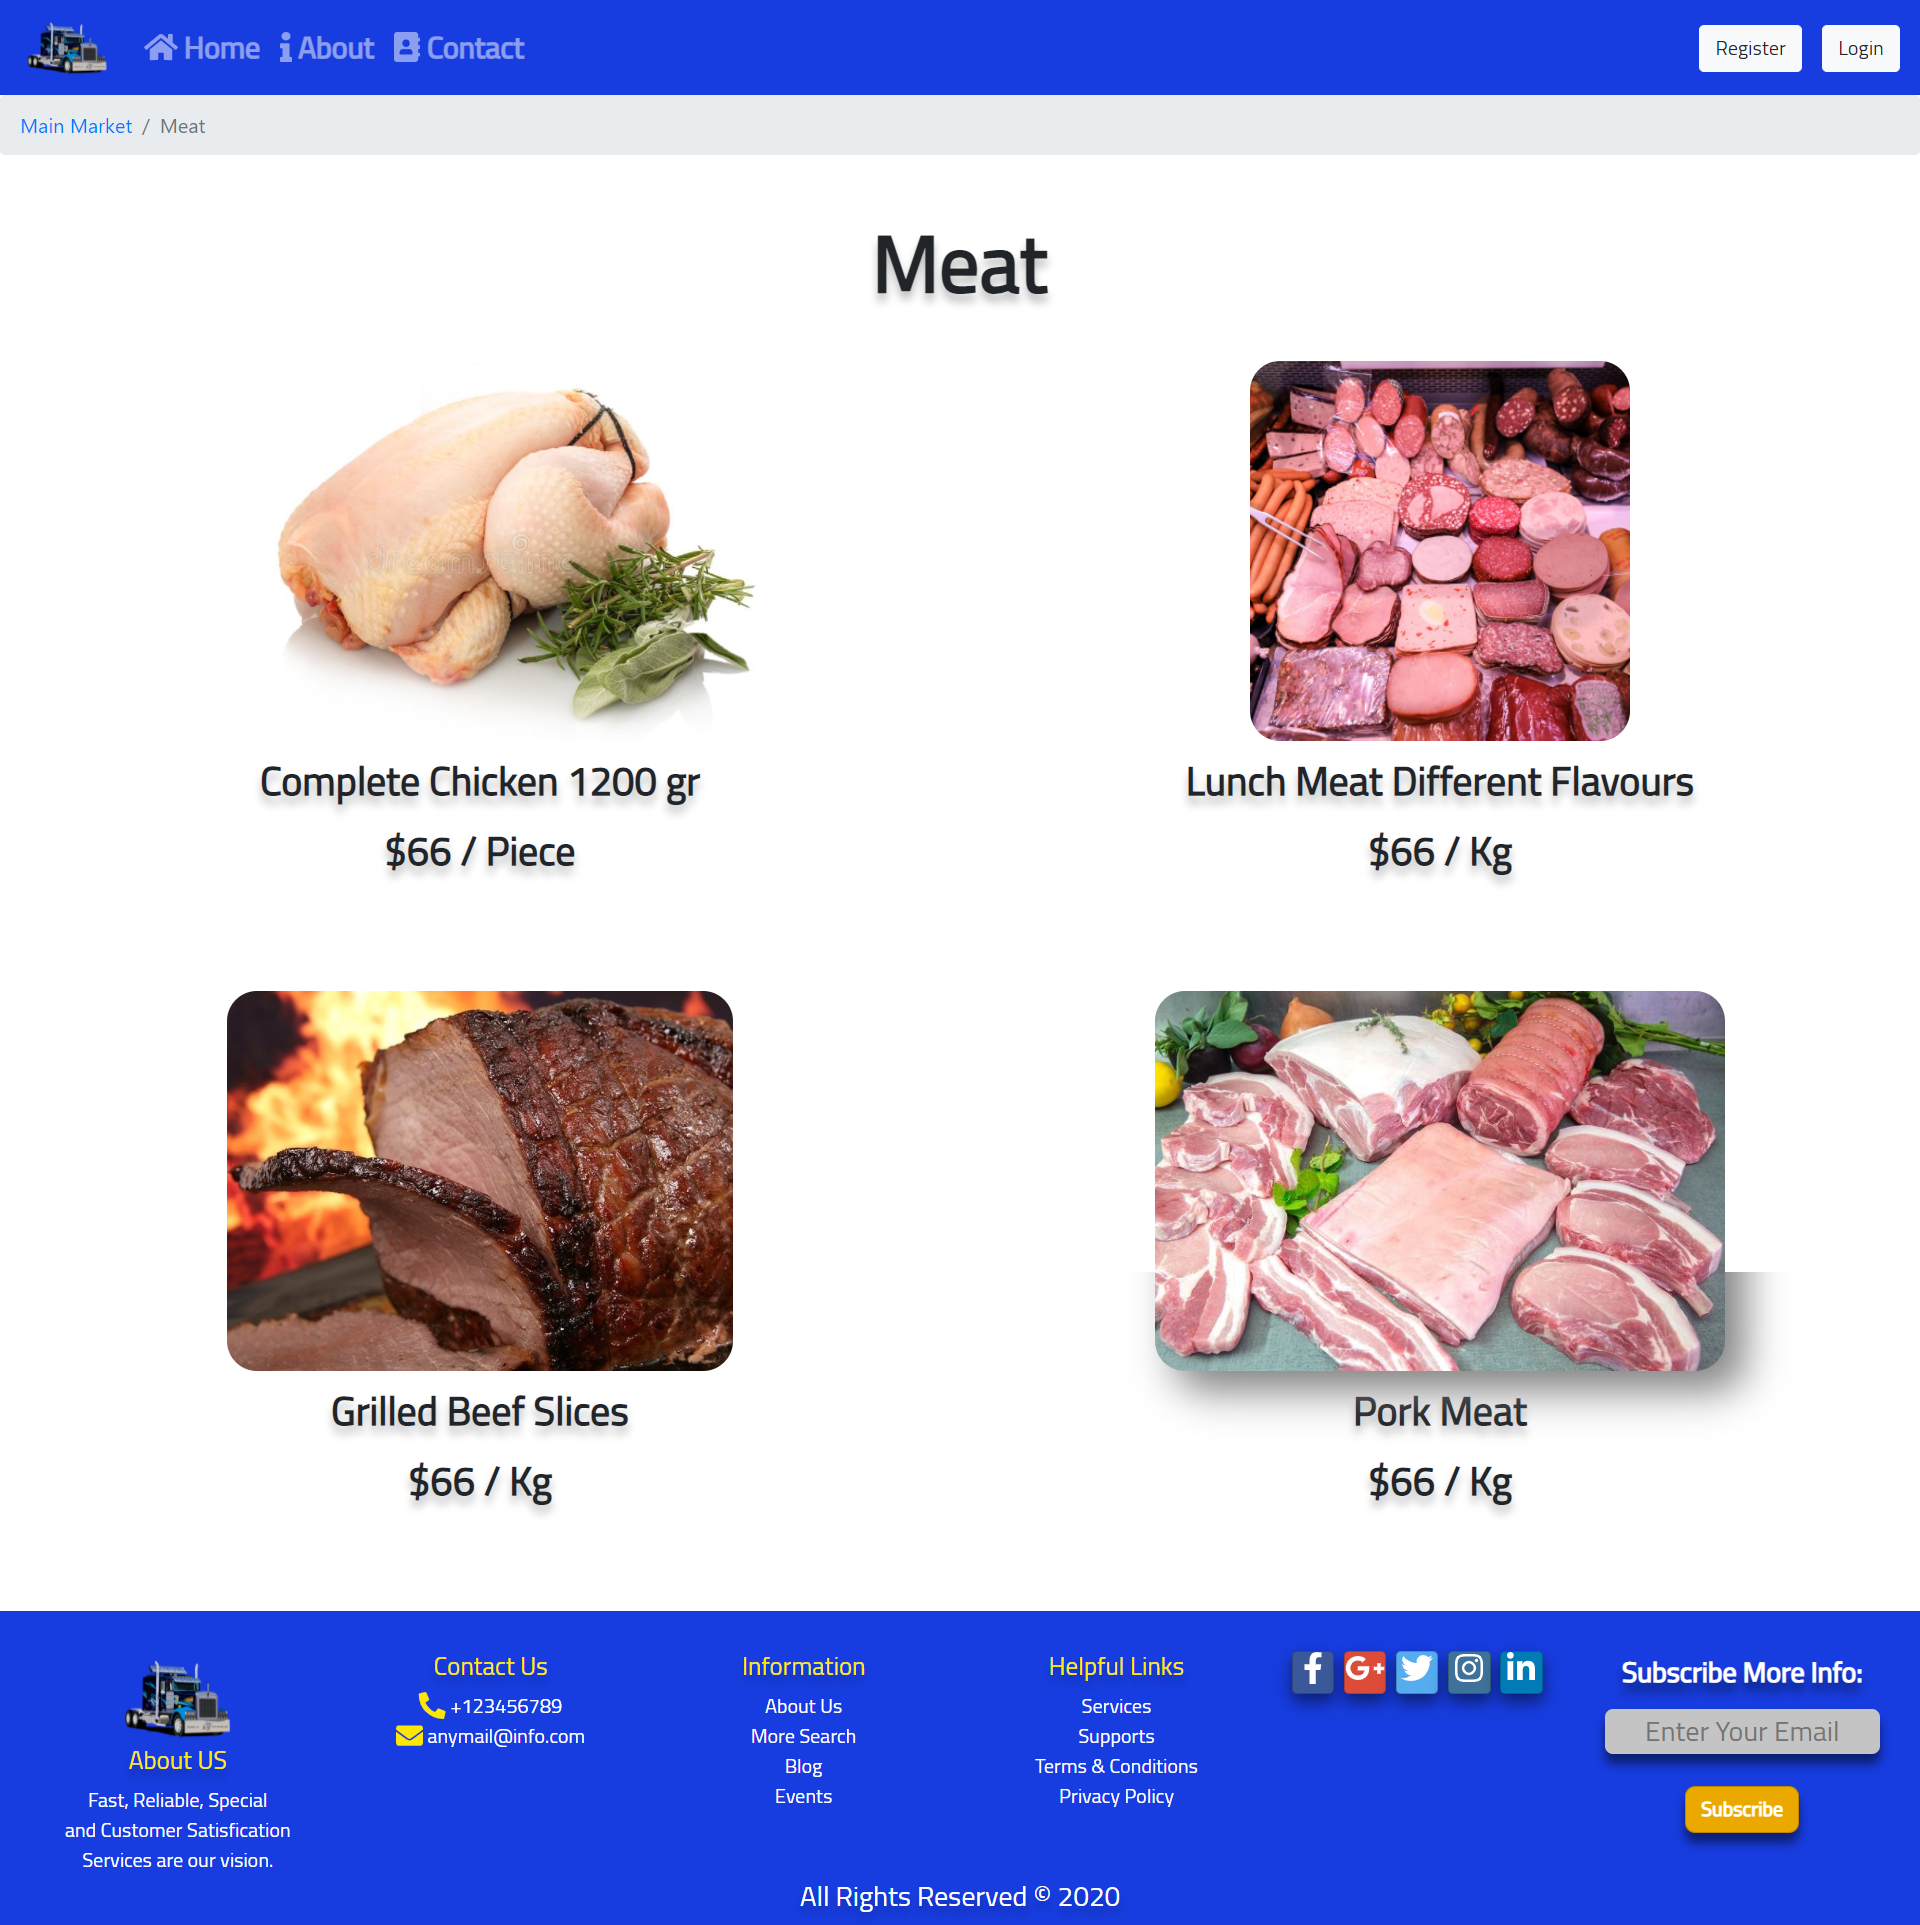 Home About Contact
Register Login
Main Market / Meat
Meat
Complete Chicken 1200 gr
$66 / Piece
Lunch Meat Different Flavours
$66 / Kg
Grilled Beef Slices
$66 / Kg
Pork Meat
$66 / Kg
About US
Fast, Reliable, Special
and Customer Satisfication
Services are our vision.
Contact Us
+123456789
anymail@info.com
Information
About Us
More Search
Blog
Events
Helpful Links
Services
Supports
Terms & Conditions
Privacy Policy
Subscribe More Info:
Enter Your Email
Subscribe
All Rights Reserved © 2020